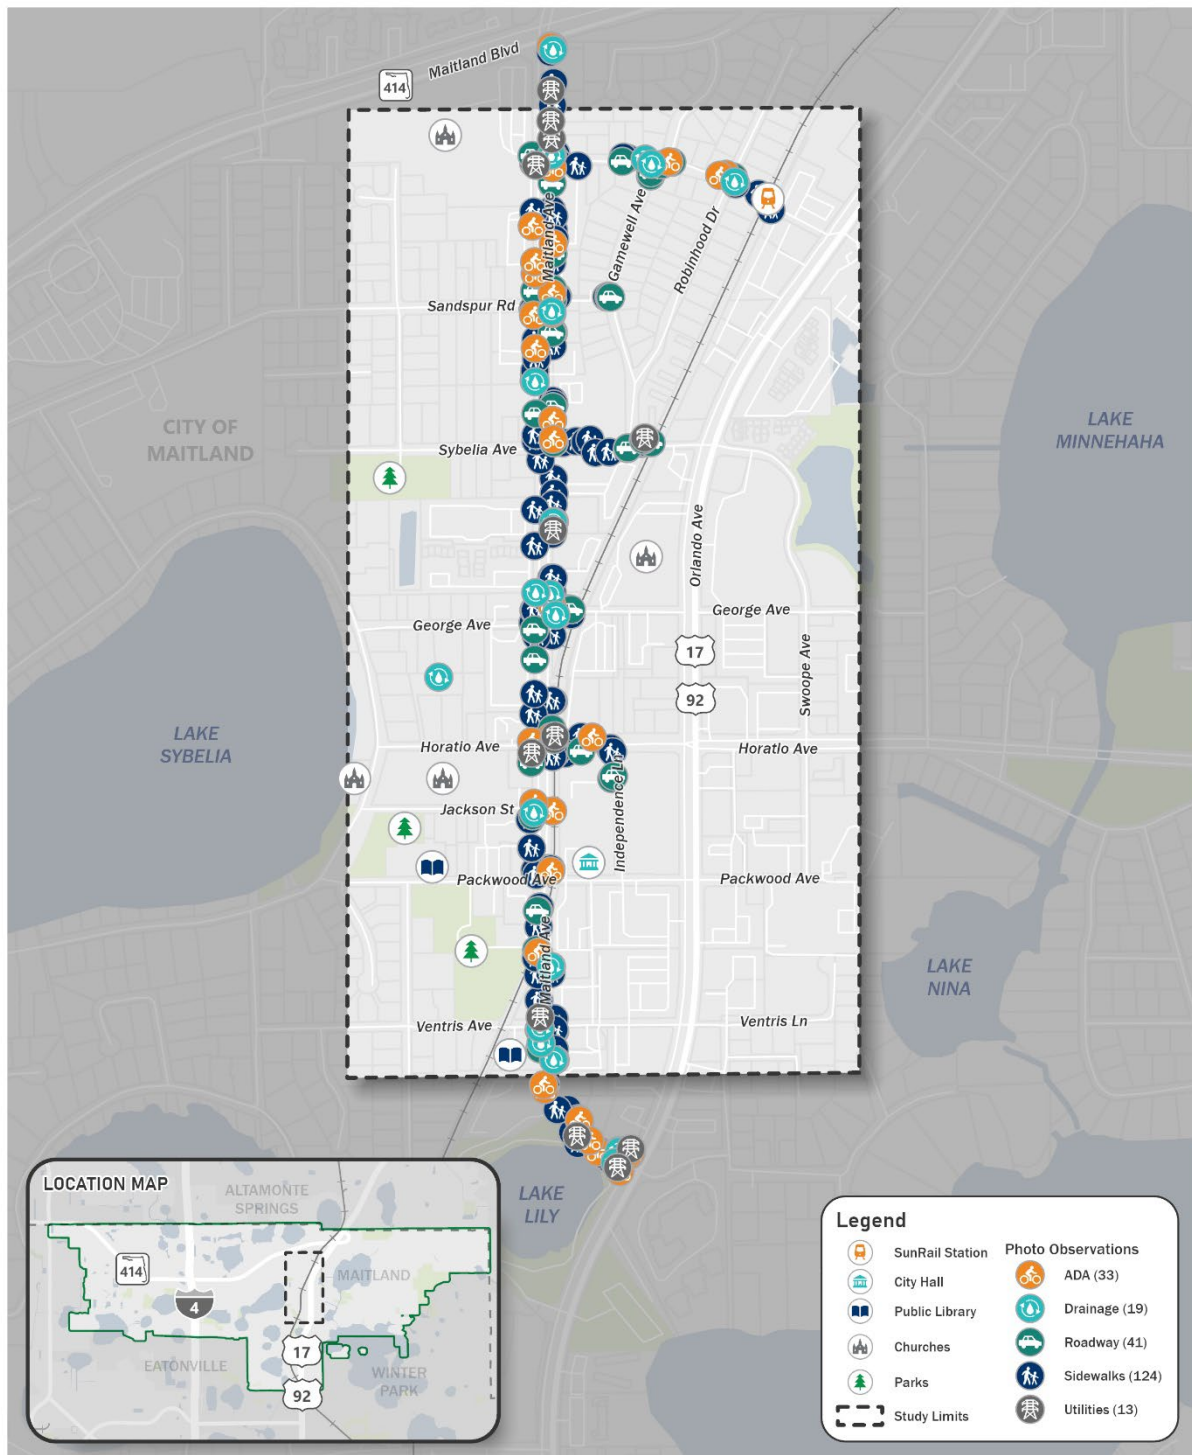 Maitland Blvd
414
Maitland Ave
Gamewell Ave
Robinhood Dr
Sandspur Rd
CITY OF
MAITLAND
Sybelia Ave
LAKE
MINNEHAHA
Orlando Ave
George Ave
George Ave
17
92
Swoope Ave
LAKE
SYBELIA
Horatio Ave
Horatio Ave
Jackson St
Independence Ln
Packwood Ave
Packwood Ave
Maitland Ave
LAKE
NINA
Ventris Ave
Ventris Ln
LAKE
LILY
LOCATION MAP
ALTAMONTE
SPRINGS
414
MAITLAND
4
17
EATONVILLE
WINTER
PARK
92
Legend
SunRail Station
City Hall
Public Library
Churches
Parks
Study Limits
Photo Observations
ADA (33)
Drainage (19)
Roadway (41)
Sidewalks (124)
Utilities (13)